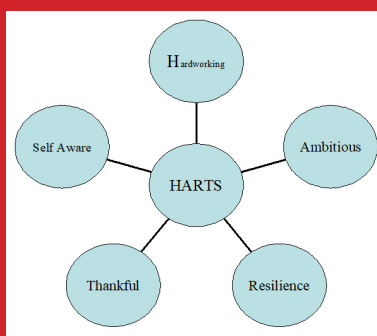 Hardworking
Self Aware
Ambitious
HARTS
Thankful
Resilience